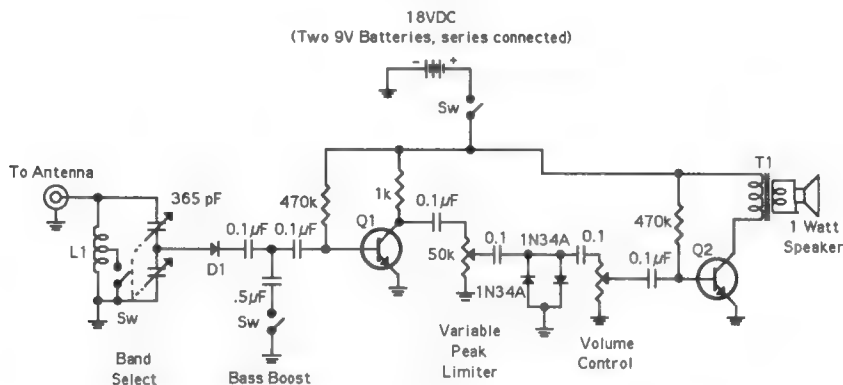 18VDC
(Two 9V Batteries, series connected)
- +
Sw
To Antenna
365 pF
470k
1k
0.1µF
Q1
T1
470k
1 Watt
Speaker
0.1µF 0.1µF
50k
0.1
1N34A
0.1
0.1µF
Q2
L1
D1
1N34A
.5µF
Sw
Sw
Band
Select
Bass Boost
Variable
Peak
Limiter
Volume
Control